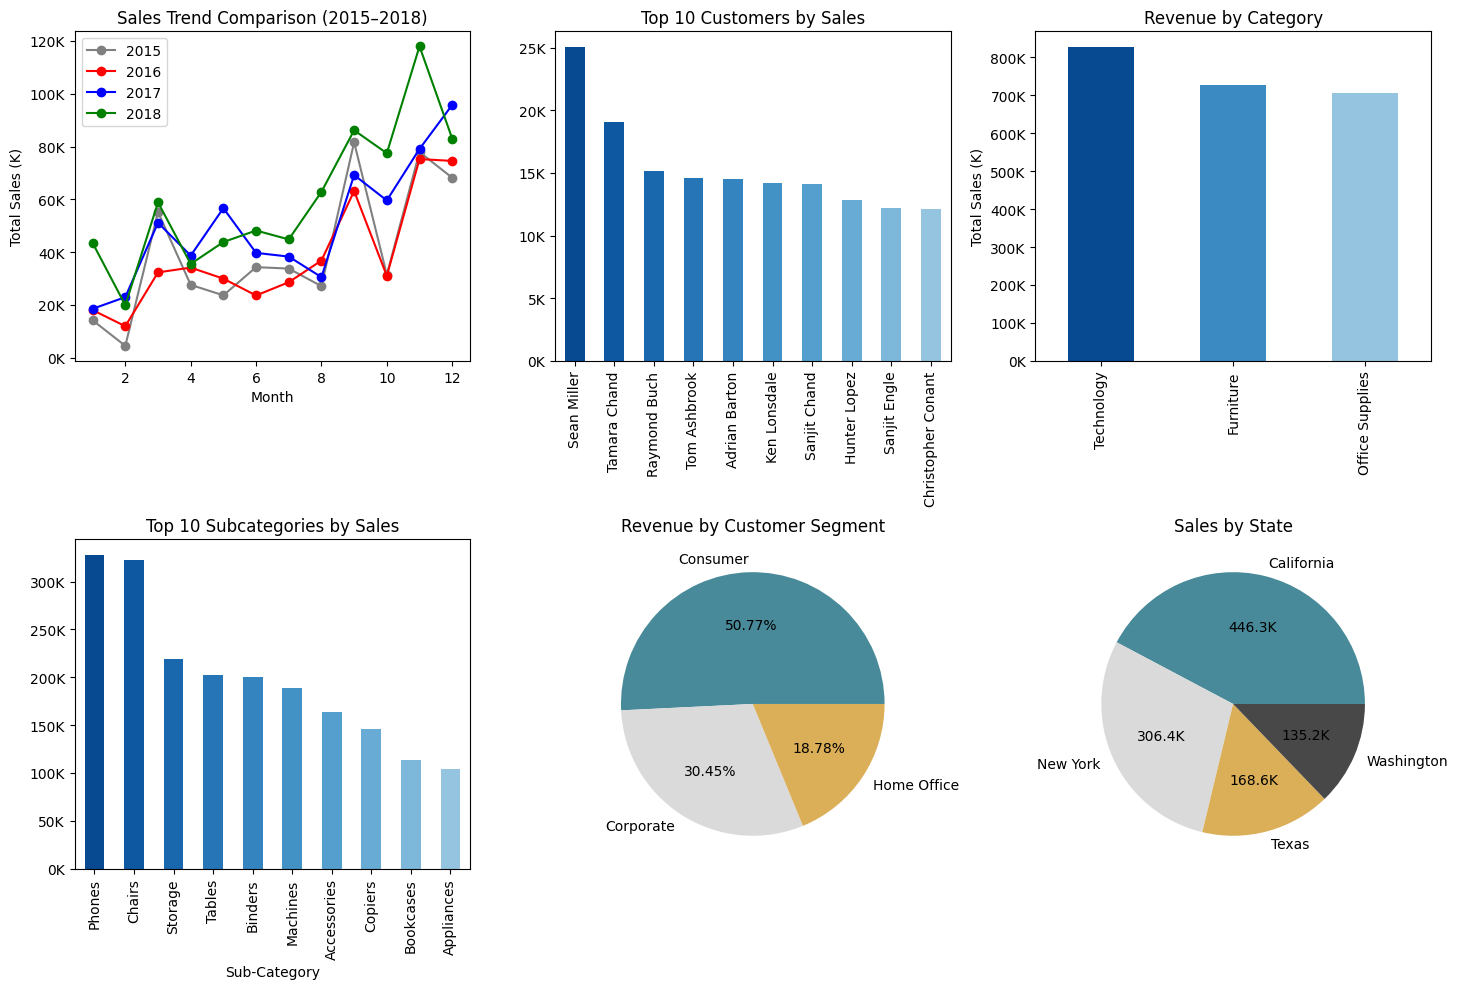 Sales Trend Comparison (2015–2018)
120K
100K
80K
60K
40K
20K
0K
Total Sales (K)
2015
2016
2017
2018
2
4
6
8
10
12
Month
Top 10 Customers by Sales
25K
20K
15K
10K
5K
0K
Sean Miller
Tamara Chand
Raymond Buch
Tom Ashbrook
Adrian Barton
Ken Lonsdale
Sanjit Chand
Hunter Lopez
Sanjit Engle
Christopher Conant
Revenue by Category
800K
700K
600K
500K
400K
300K
200K
100K
0K
Total Sales (K)
Technology
Furniture
Office Supplies
Top 10 Subcategories by Sales
300K
250K
200K
150K
100K
50K
0K
Phones
Chairs
Storage
Tables
Binders
Machines
Accessories
Copiers
Bookcases
Appliances
Sub-Category
Revenue by Customer Segment
Consumer
50.77%
18.78%
30.45%
Home Office
Corporate
Sales by State
California
446.3K
306.4K
135.2K
New York
Washington
168.6K
Texas